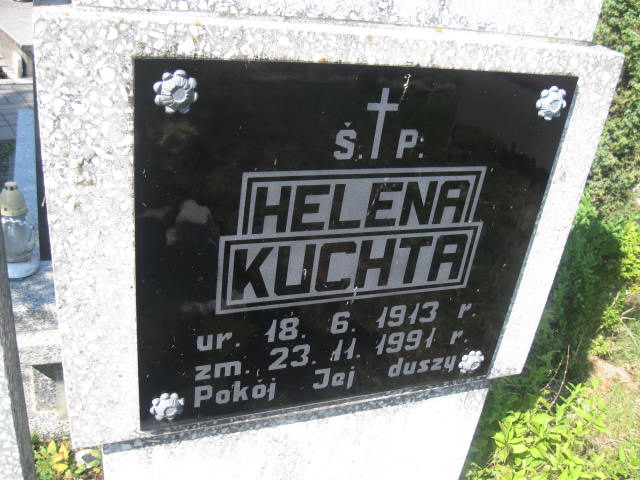 Ś. P.
HELENA
KUCHTA
ur. 18. 6. 1913 r.
zm. 23. 11. 1991 r.
Pokój Jej duszy